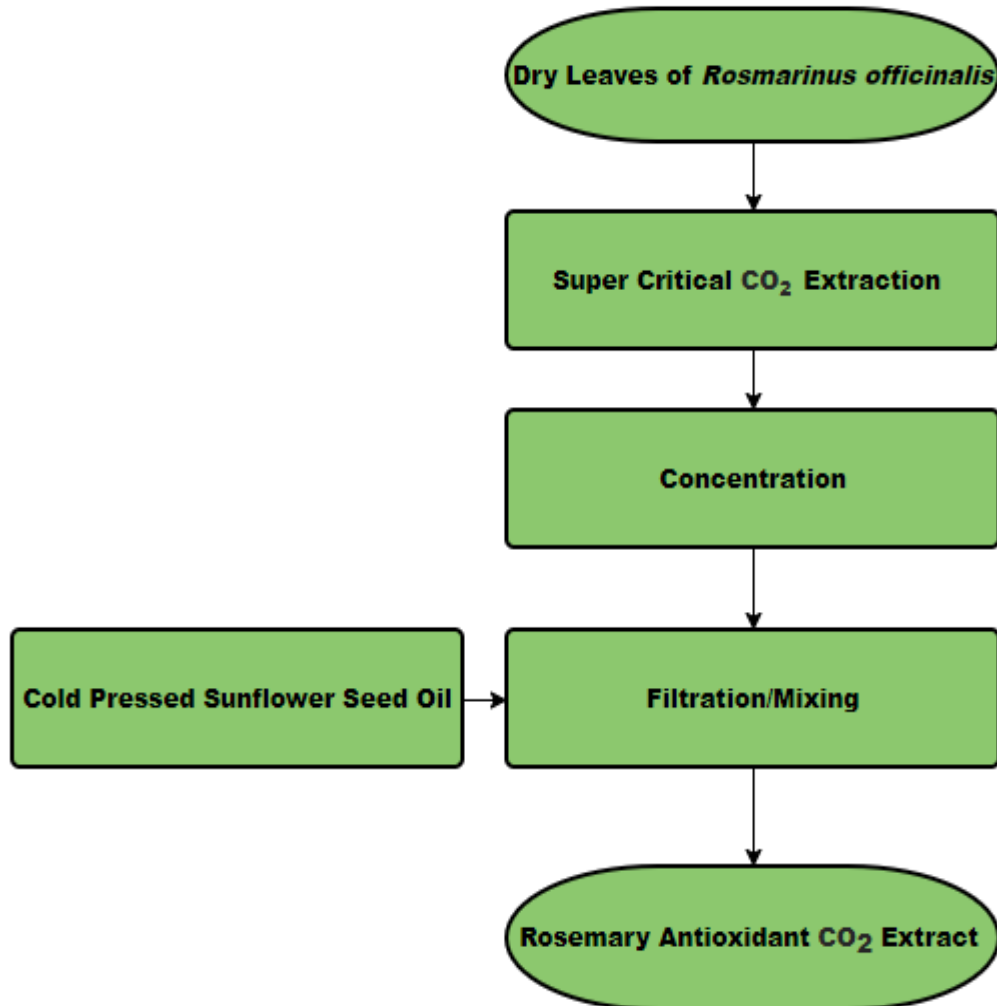 Dry Leaves of Rosmarinus officinalis
Super Critical CO₂ Extraction
Concentration
Cold Pressed Sunflower Seed Oil
Filtration/Mixing
Rosemary Antioxidant CO₂ Extract